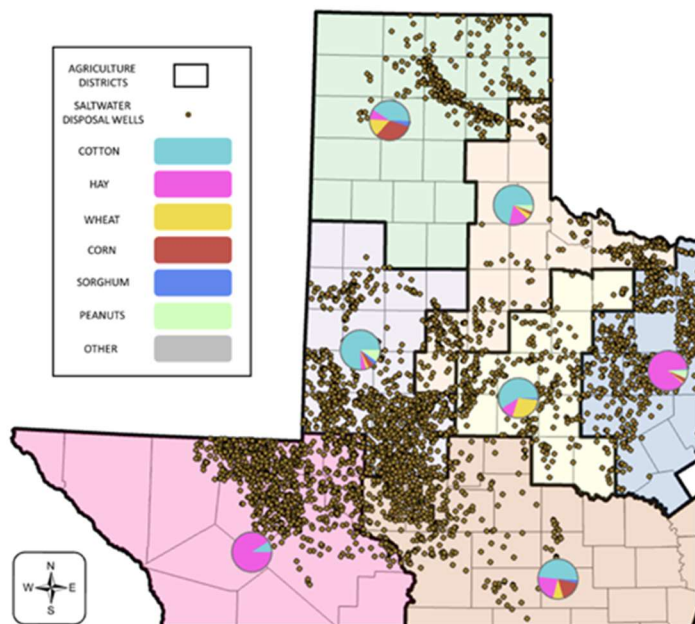 AGRICULTURE
DISTRICTS
SALTWATER
DISPOSAL WELLS
COTTON
HAY
WHEAT
CORN
SORGHUM
PEANUTS
OTHER
N
W E
S